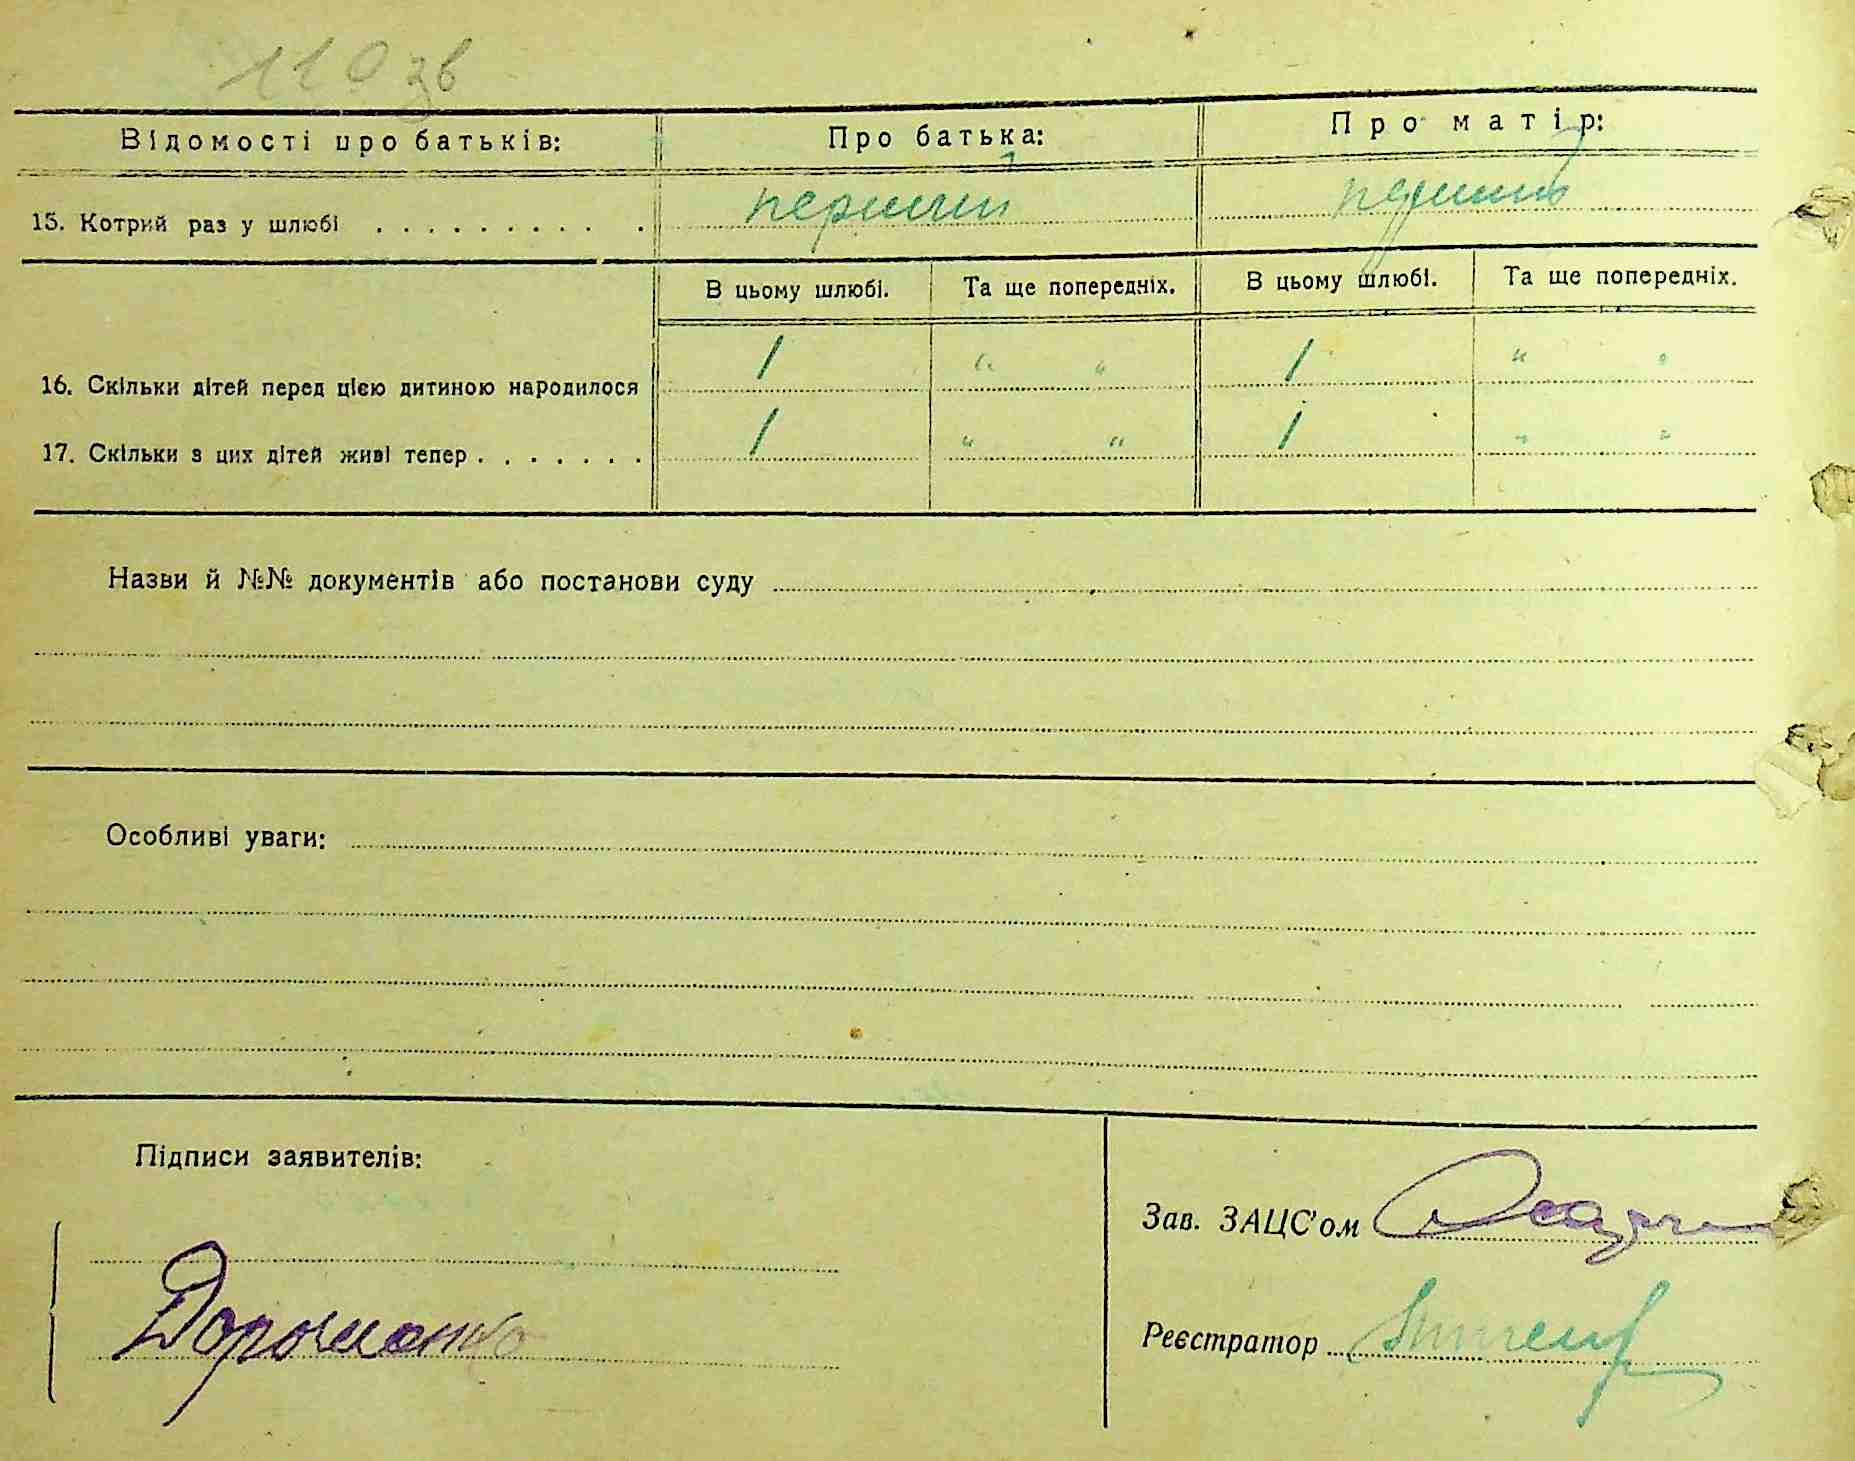 110 зв
Відомості про батьків: Про батька: Про матір:
15. Котрий раз у шлюбі . . . . . . . . . . . перший перший
В цьому шлюбі. Та ще попередніх. В цьому шлюбі. Та ще попередніх.
16. Скільки дітей перед цією дитиною народилося 1 " " 1 " "
17. Скільки з цих дітей живі тепер . . . . . . . 1 " " 1 " "
Назви й №№ документів або постанови суду
Особливі уваги:
Підписи заявителів:
Зав. ЗАЦС'ом
Дорошенко
Реєстратор